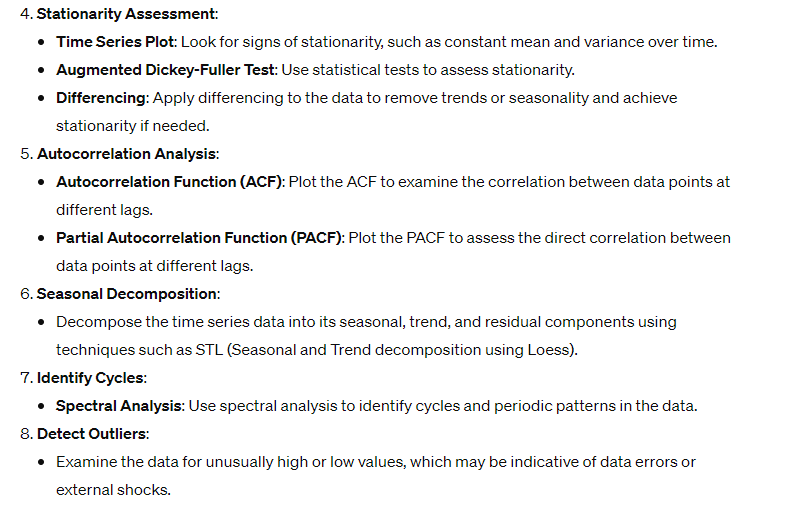 4. Stationarity Assessment:
• Time Series Plot: Look for signs of stationarity, such as constant mean and variance over time.
• Augmented Dickey-Fuller Test: Use statistical tests to assess stationarity.
• Differencing: Apply differencing to the data to remove trends or seasonality and achieve
stationarity if needed.
5. Autocorrelation Analysis:
• Autocorrelation Function (ACF): Plot the ACF to examine the correlation between data points at
different lags.
• Partial Autocorrelation Function (PACF): Plot the PACF to assess the direct correlation between
data points at different lags.
6. Seasonal Decomposition:
• Decompose the time series data into its seasonal, trend, and residual components using
techniques such as STL (Seasonal and Trend decomposition using Loess).
7. Identify Cycles:
• Spectral Analysis: Use spectral analysis to identify cycles and periodic patterns in the data.
8. Detect Outliers:
• Examine the data for unusually high or low values, which may be indicative of data errors or
external shocks.